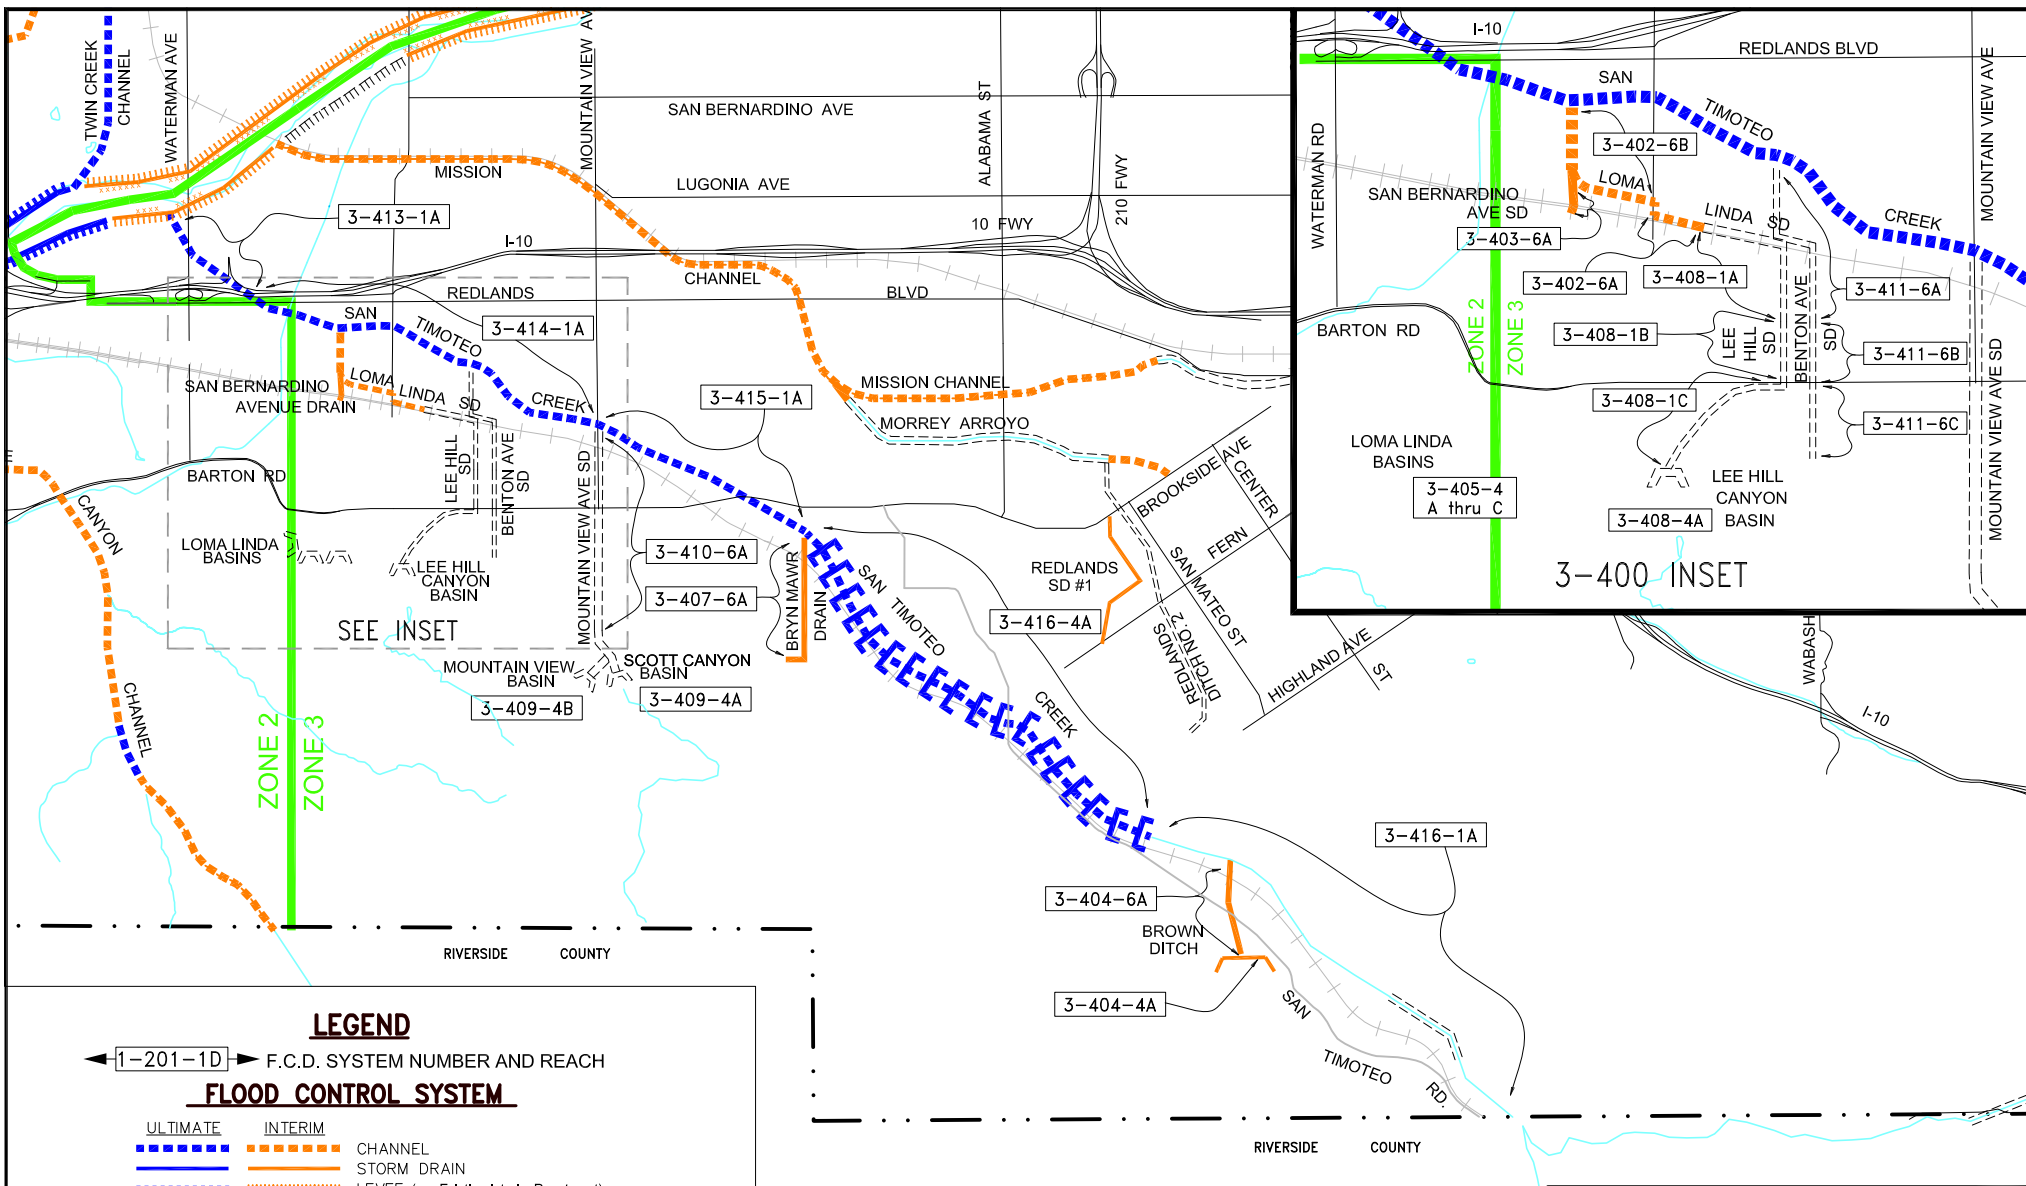 TWIN CREEK
CHANNEL
WATERMAN AVE
MOUNTAIN VIEW AV
SAN BERNARDINO AVE
ALABAMA ST
210 FWY
MISSION
LUGONIA AVE
3-413-1A
I-10
10 FWY
CHANNEL
REDLANDS
BLVD
SAN
TIMOTEO
CREEK
3-414-1A
SAN BERNARDINO
AVENUE DRAIN
LOMA LINDA SD
3-415-1A
MISSION CHANNEL
MORREY ARROYO
BARTON RD
LEE HILL
SD
BENTON AVE
SD
MOUNTAIN VIEW AVE SD
BROOKSIDE AVE
CENTER
ST
FERN
SAN MATEO ST
HIGHLAND AVE
REDLANDS
SD #1
REDLANDS
DITCH NO. 2
3-416-4A
LOMA LINDA
BASINS
LEE HILL
CANYON
BASIN
3-410-6A
3-407-6A
BRYN MAWR
DRAIN
SAN
TIMOTEO
CREEK
SEE INSET
MOUNTAIN VIEW
BASIN
3-409-4B
SCOTT CANYON
BASIN
3-409-4A
CANYON
CHANNEL
ZONE 2
ZONE 3
3-416-1A
3-404-6A
BROWN
DITCH
3-404-4A
SAN
TIMOTEO
RD.
WABASH
I-10
RIVERSIDE COUNTY
RIVERSIDE COUNTY
I-10
REDLANDS BLVD
WATERMAN RD
MOUNTAIN VIEW AVE
SAN
TIMOTEO
CREEK
3-402-6B
LOMA
LINDA SD
SAN BERNARDINO
AVE SD
3-403-6A
3-402-6A
3-408-1A
3-411-6A
BARTON RD
ZONE 2
ZONE 3
3-408-1B
LEE
HILL
SD
BENTON AVE
SD
3-411-6B
3-408-1C
3-411-6C
MOUNTAIN VIEW AVE SD
LOMA LINDA
BASINS
3-405-4
A thru C
LEE HILL
CANYON
BASIN
3-408-4A
3-400 INSET
LEGEND
1-201-1D F.C.D. SYSTEM NUMBER AND REACH
FLOOD CONTROL SYSTEM
ULTIMATE INTERIM
CHANNEL
STORM DRAIN